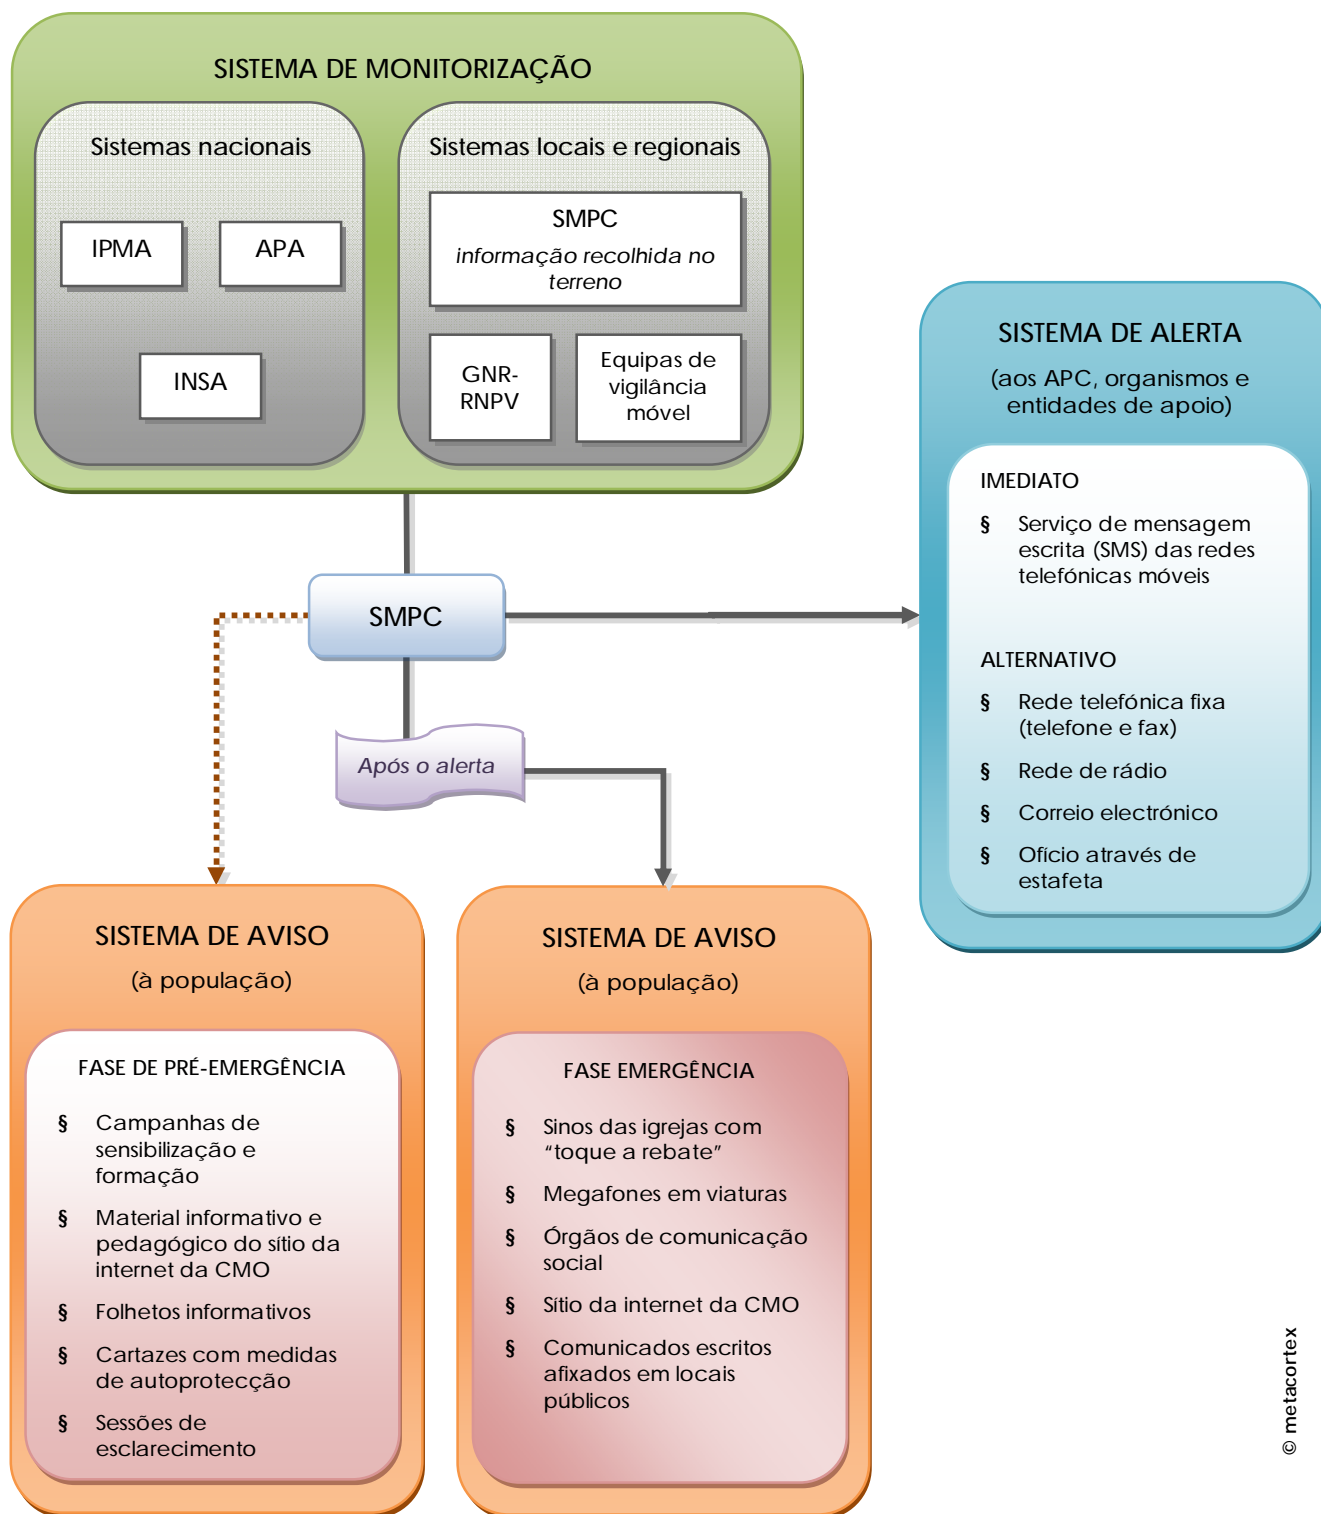 SISTEMA DE MONITORIZAÇÃO
Sistemas nacionais
IPMA
APA
INSA
Sistemas locais e regionais
SMPC
informação recolhida no
terreno
GNR-
RNPV
Equipas de
vigilância
móvel
SISTEMA DE ALERTA
(aos APC, organismos e
entidades de apoio)
IMEDIATO
§ Serviço de mensagem
escrita (SMS) das redes
telefónicas móveis
ALTERNATIVO
§ Rede telefónica fixa
(telefone e fax)
§ Rede de rádio
§ Correio electrónico
§ Ofício através de
estafeta
SMPC
Após o alerta
SISTEMA DE AVISO
(à população)
FASE DE PRÉ-EMERGÊNCIA
§ Campanhas de
sensibilização e
formação
§ Material informativo e
pedagógico do sítio da
internet da CMO
§ Folhetos informativos
§ Cartazes com medidas
de autoprotecção
§ Sessões de
esclarecimento
SISTEMA DE AVISO
(à população)
FASE EMERGÊNCIA
§ Sinos das igrejas com
“toque a rebate”
§ Megafones em viaturas
§ Órgãos de comunicação
social
§ Sítio da internet da CMO
§ Comunicados escritos
afixados em locais
públicos
© metacortex